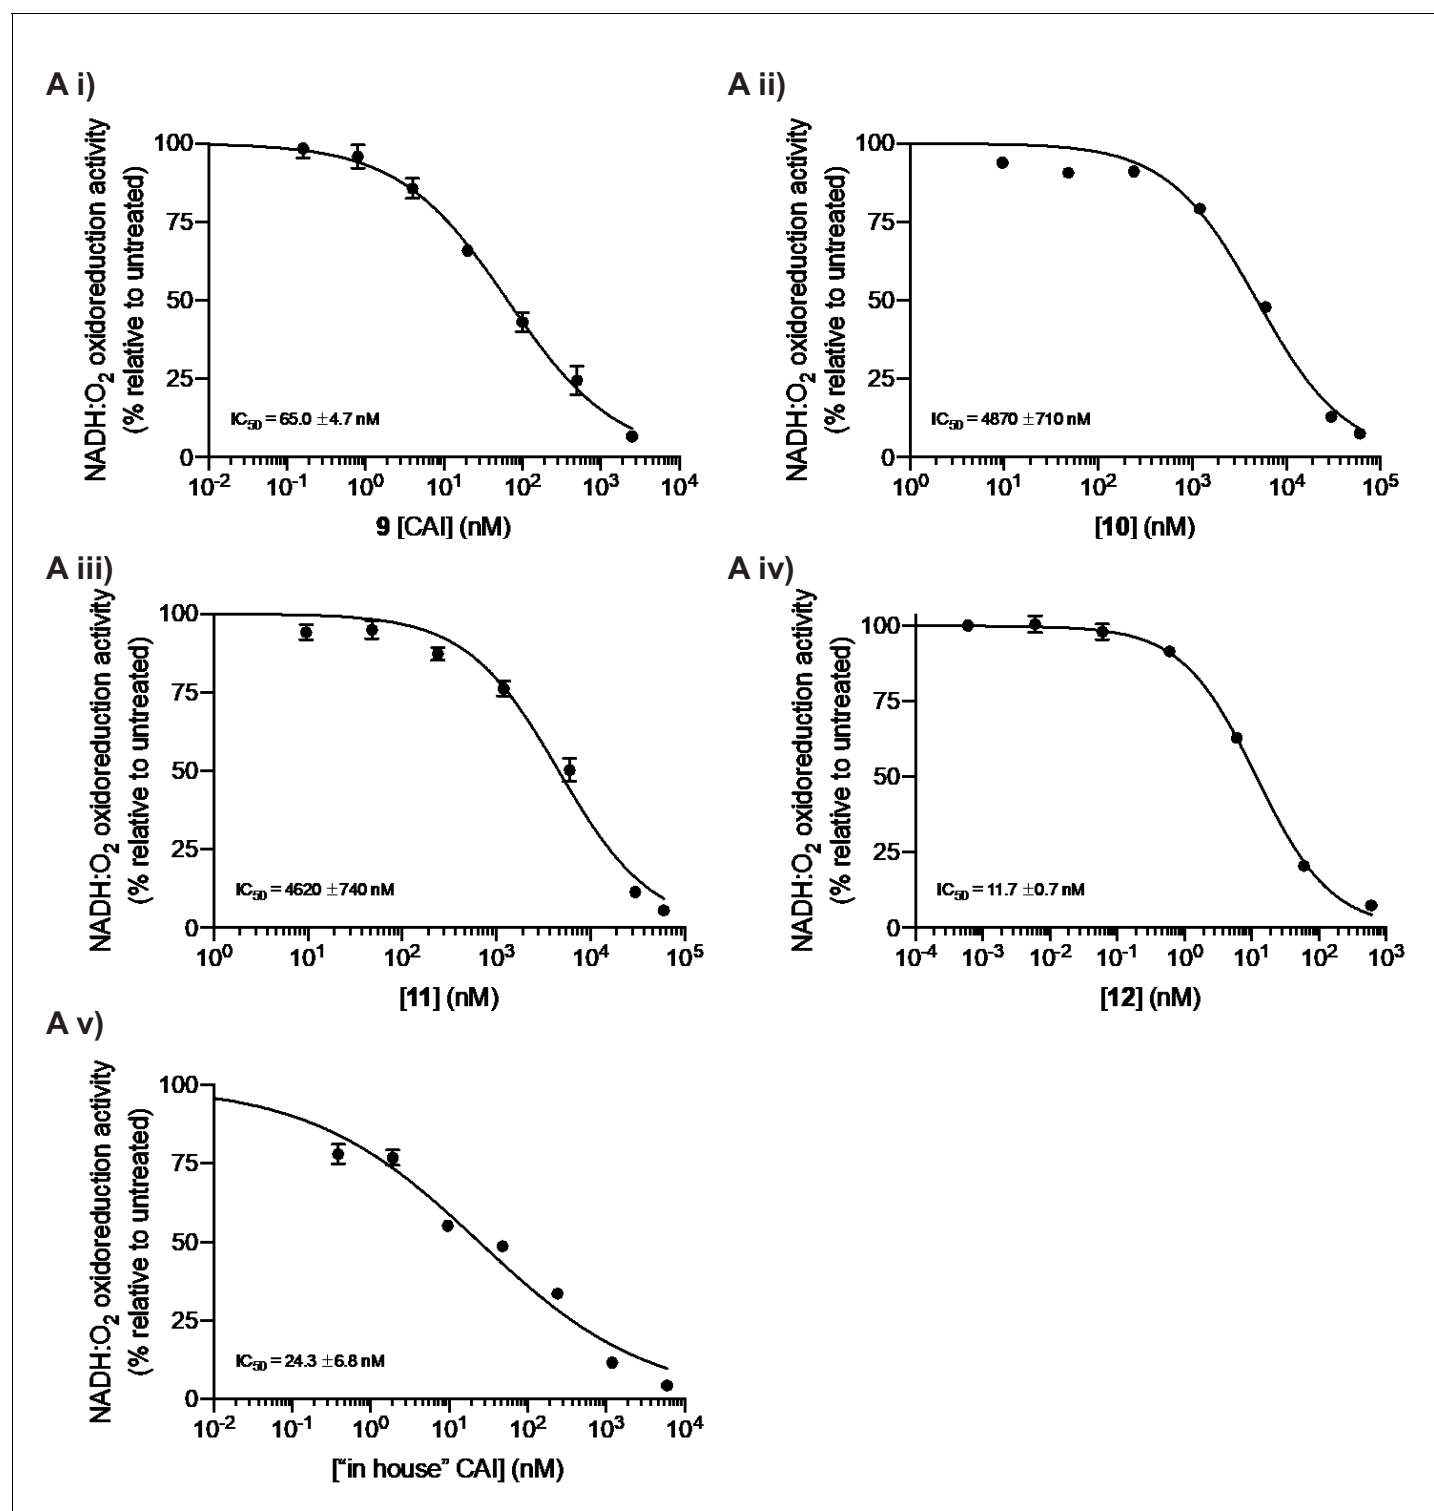 A i)
NADH:O2 oxidoreduction activity
(% relative to untreated)
100
75
50
25
0
IC50 = 65.0 ±4.7 nM
10-2 10-1 100 101 102 103 104
9 [CAI] (nM)
A ii)
NADH:O2 oxidoreduction activity
(% relative to untreated)
100
75
50
25
0
IC50 = 4870 ±710 nM
100 101 102 103 104 105
[10] (nM)
A iii)
NADH:O2 oxidoreduction activity
(% relative to untreated)
100
75
50
25
0
IC50 = 4620 ±740 nM
100 101 102 103 104 105
[11] (nM)
A iv)
NADH:O2 oxidoreduction activity
(% relative to untreated)
100
75
50
25
0
IC50 = 11.7 ±0.7 nM
10-4 10-3 10-2 10-1 100 101 102 103
[12] (nM)
A v)
NADH:O2 oxidoreduction activity
(% relative to untreated)
100
75
50
25
0
IC50 = 24.3 ±6.8 nM
10-2 10-1 100 101 102 103 104
["in house" CAI] (nM)